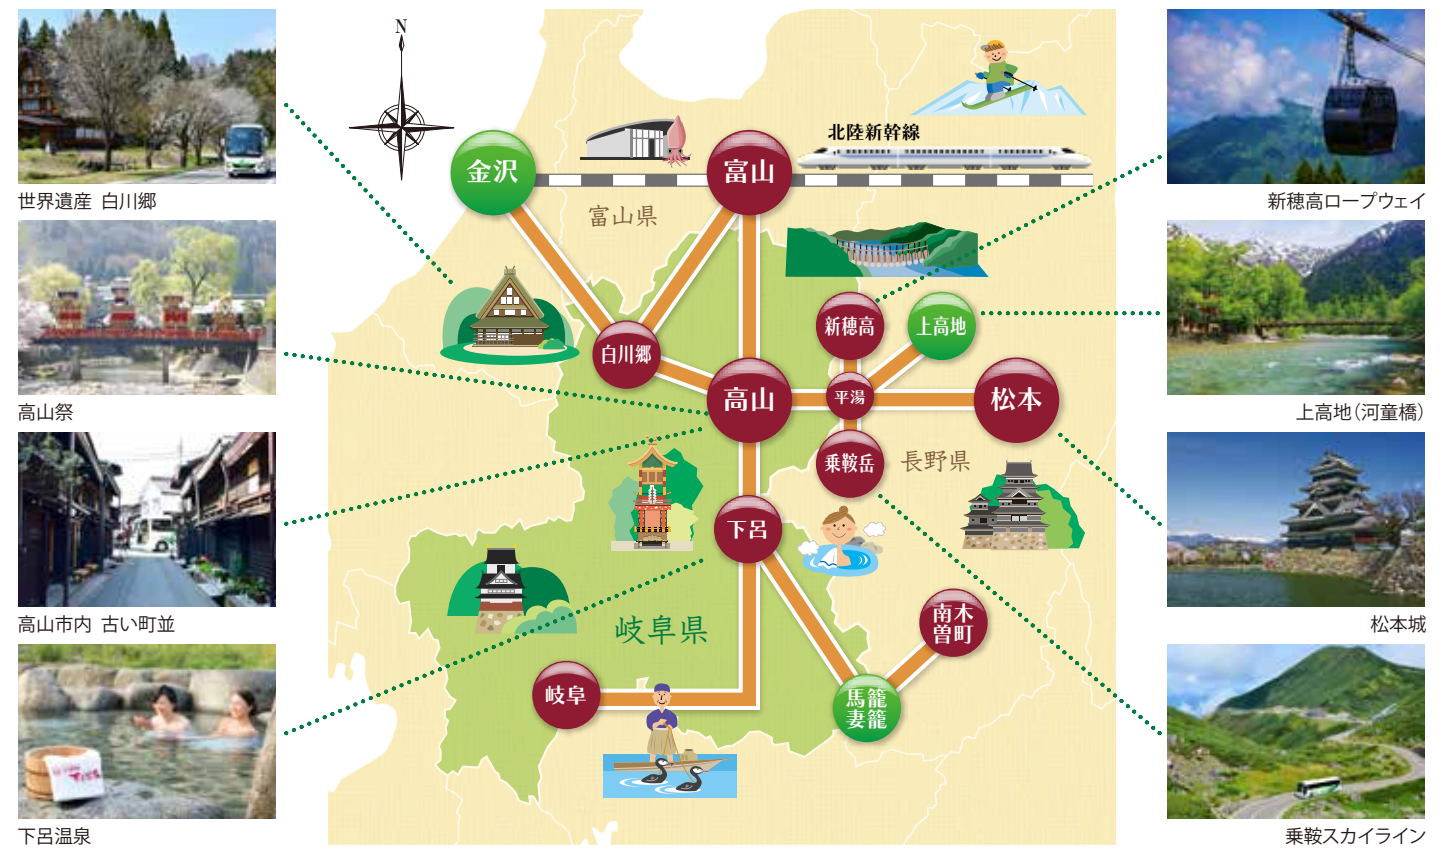 世界遺産 白川郷
高山祭
高山市内 古い町並
下呂温泉
N
北陸新幹線
金沢
富山
富山県
白川郷
新穂高
上高地
高山
平湯
松本
乗鞍岳
長野県
下呂
岐阜県
南木
曽町
岐阜
馬籠
妻籠
新穂高ロープウェイ
上高地(河童橋)
松本城
乗鞍スカイライン